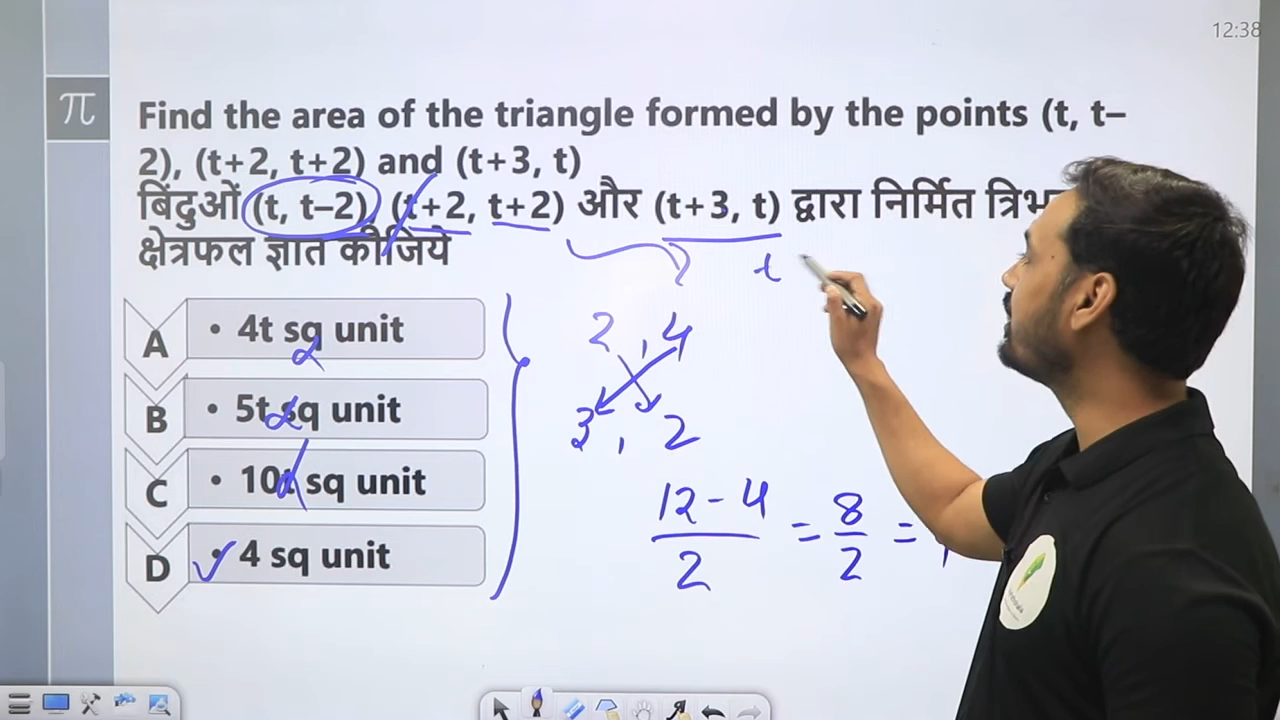 12:38
π
Find the area of the triangle formed by the points (t, t–
2), (t+2, t+2) and (t+3, t)
बिंदुओं (t, t–2), (t+2, t+2) और (t+3, t) द्वारा निर्मित
क्षेत्रफल ज्ञात कीजिये
t
A • 4t sq unit
2 , 4
B • 5t sq unit
3 , 2
C • 10t sq unit
12 - 4 / 2 = 8 / 2 =
D • 4 sq unit